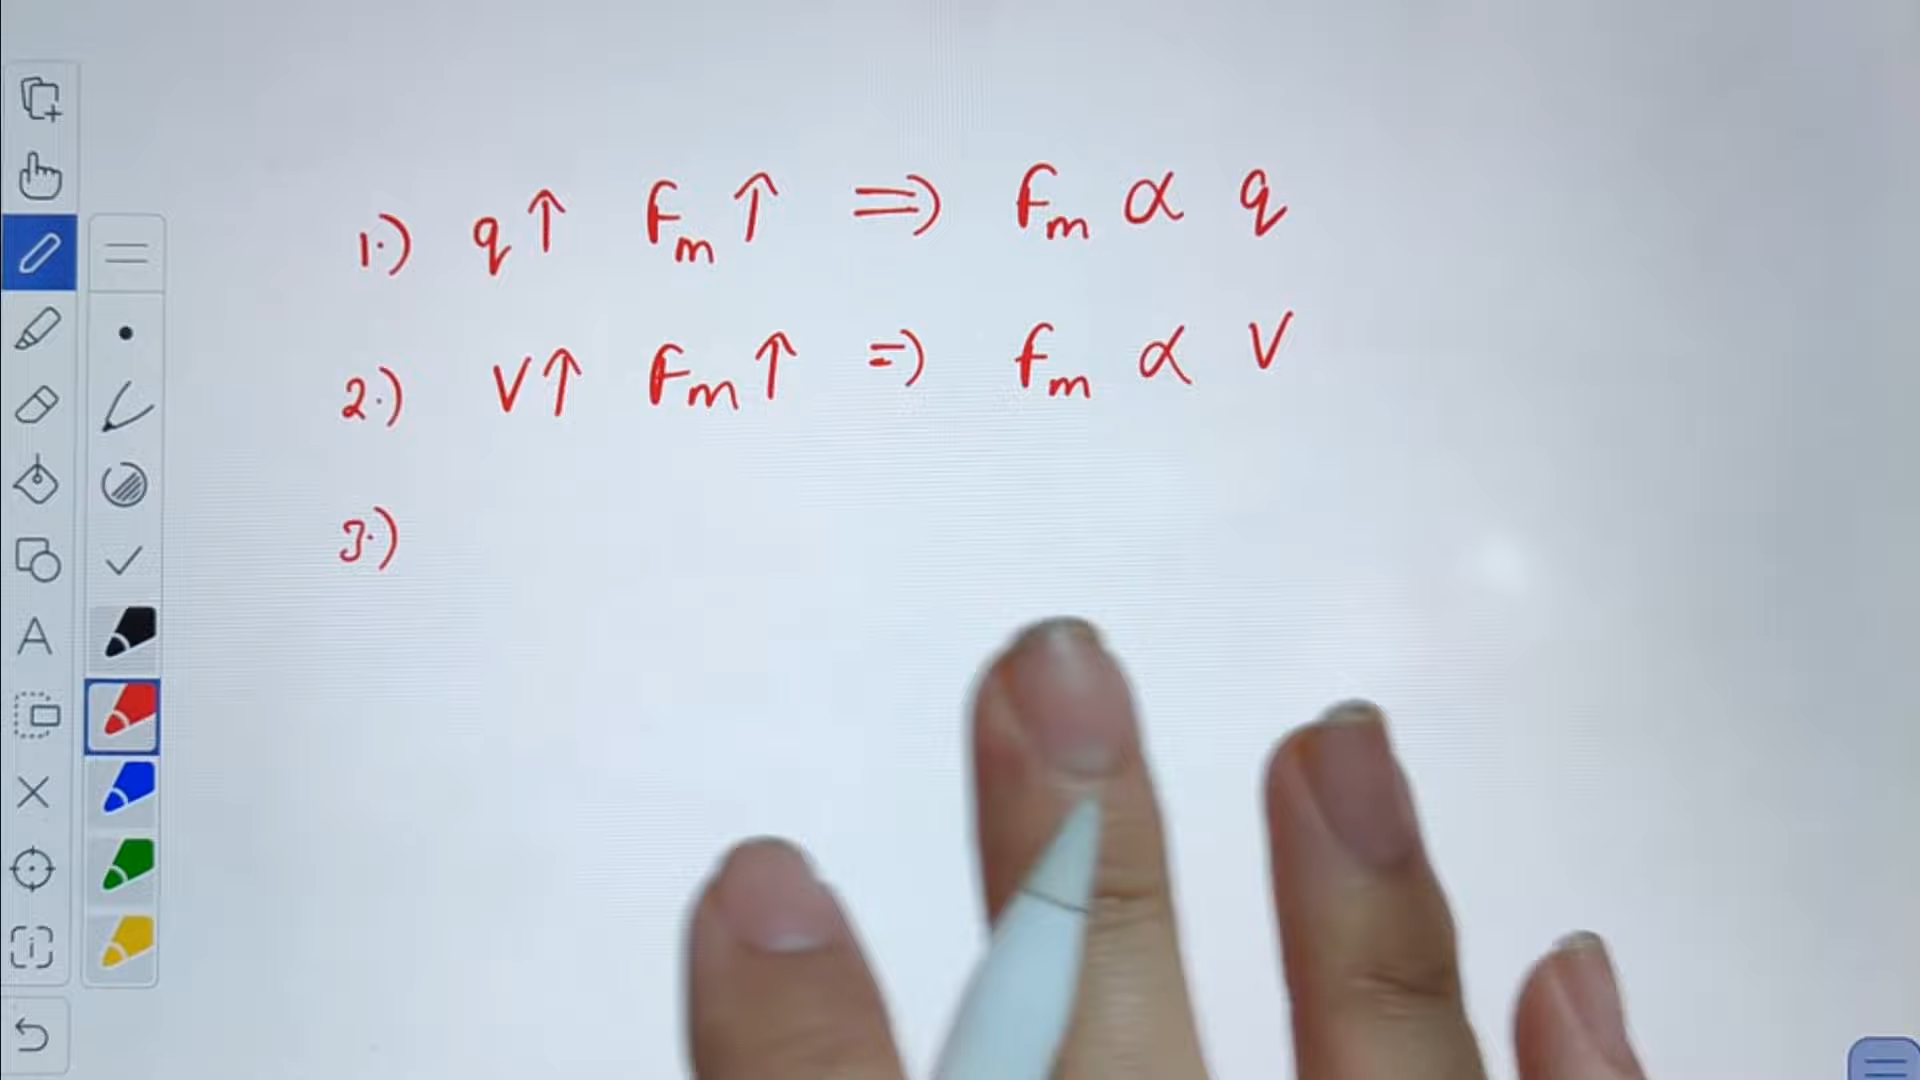 1.) q↑ Fm↑ => Fm ∝ q
2.) V↑ Fm↑ => Fm ∝ V
3.)
A